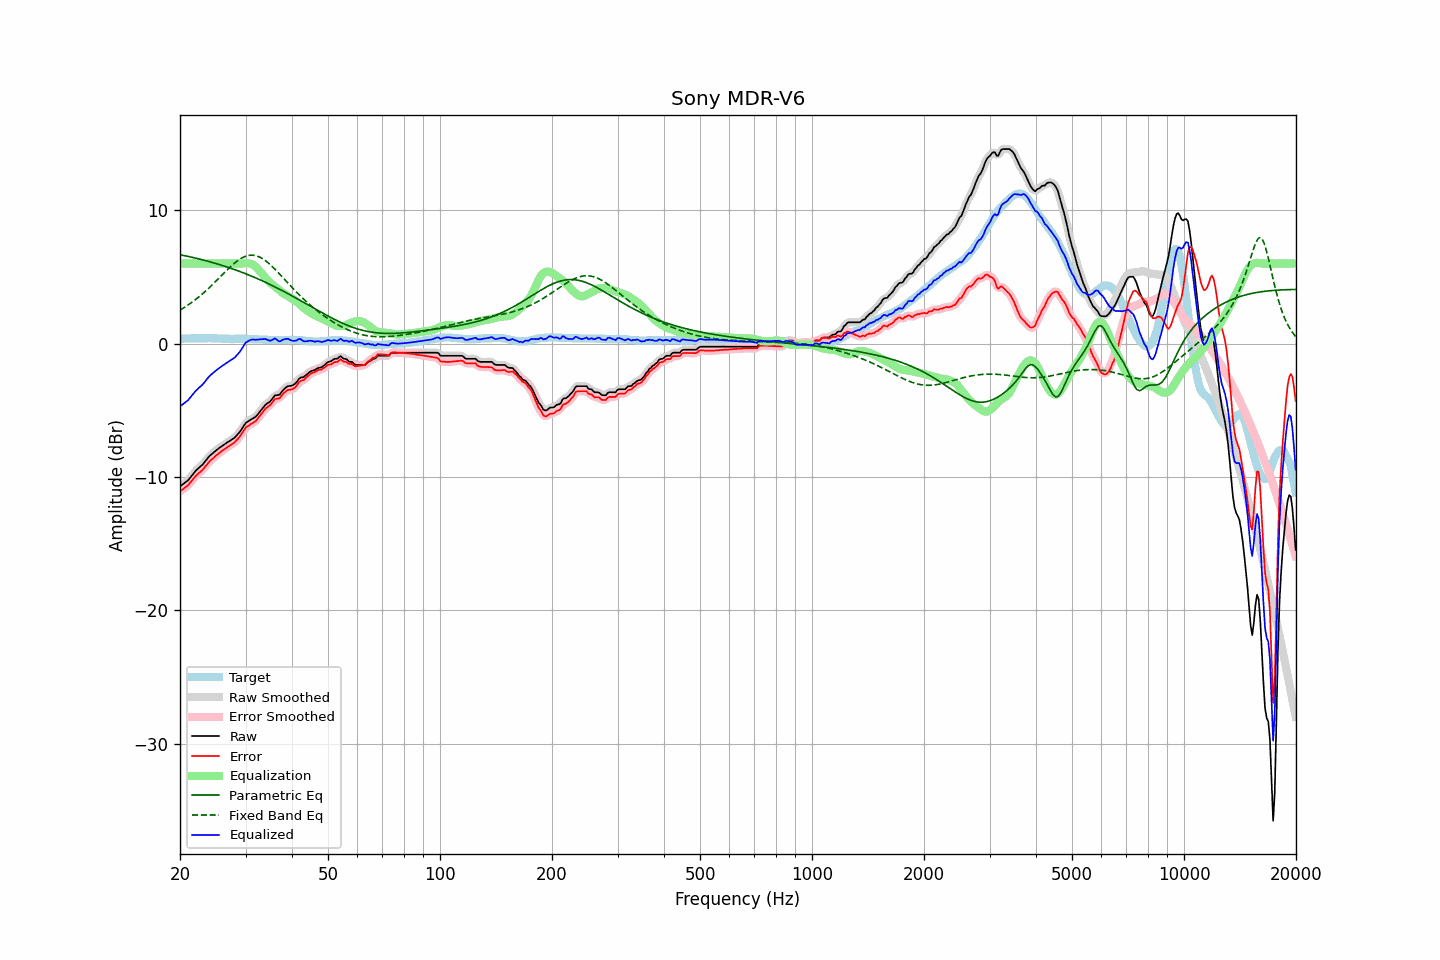 Sony MDR-V6
Amplitude (dBr)
10
0
−10
−20
−30
Target
Raw Smoothed
Error Smoothed
Raw
Error
Equalization
Parametric Eq
Fixed Band Eq
Equalized
20 50 100 200 500 1000 2000 5000 10000 20000
Frequency (Hz)